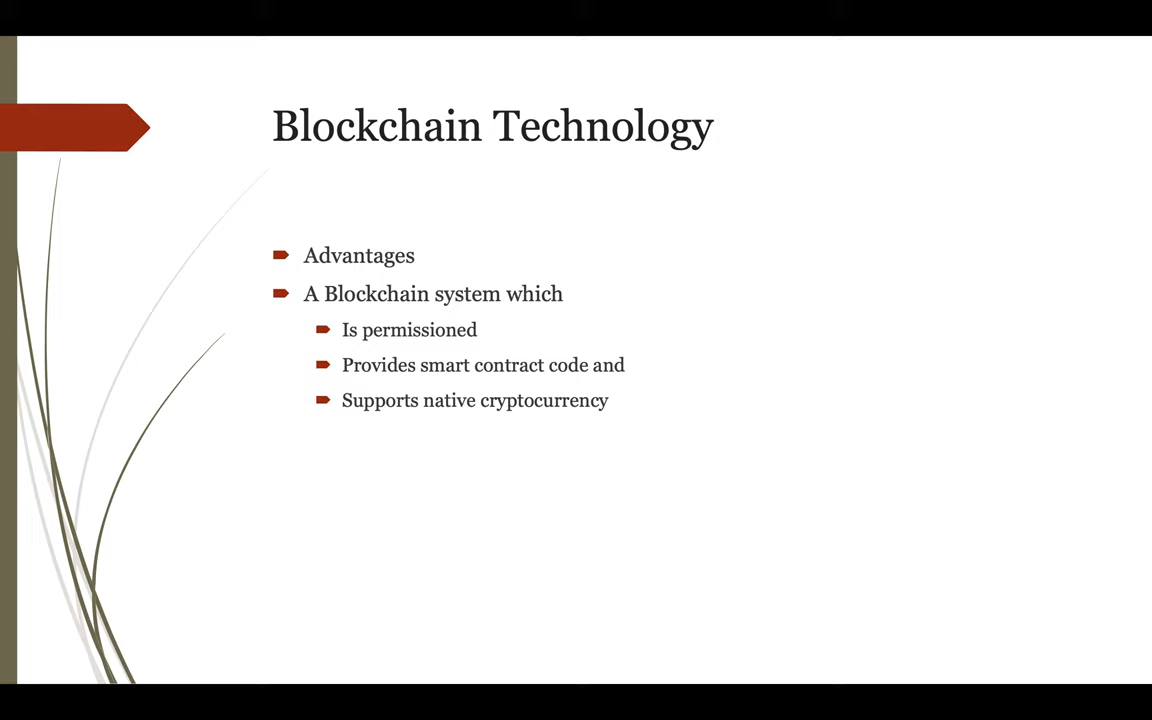 Blockchain Technology
Advantages
A Blockchain system which
Is permissioned
Provides smart contract code and
Supports native cryptocurrency